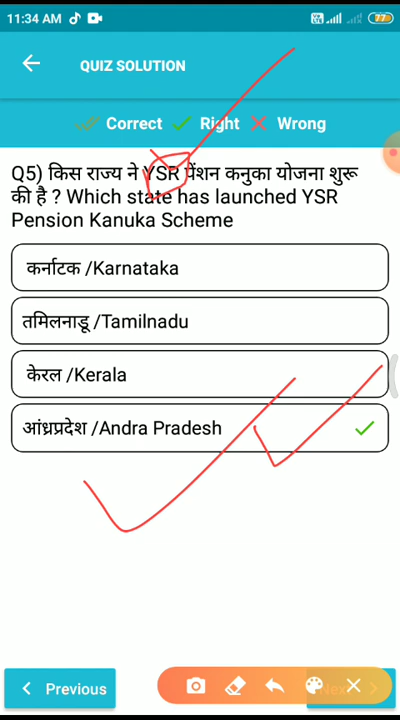 11:34 AM
77
QUIZ SOLUTION
Correct Right Wrong
Q5) किस राज्य ने YSR पेंशन कनुका योजना शुरू
की है ? Which state has launched YSR
Pension Kanuka Scheme
कर्नाटक /Karnataka
तमिलनाडू /Tamilnadu
केरल /Kerala
आंध्रप्रदेश /Andra Pradesh
Previous